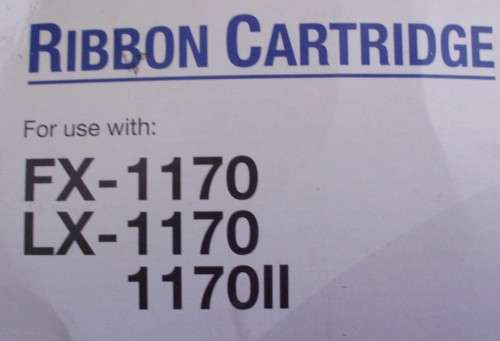 RIBBON CARTRIDGE
For use with:
FX-1170
LX-1170
1170II